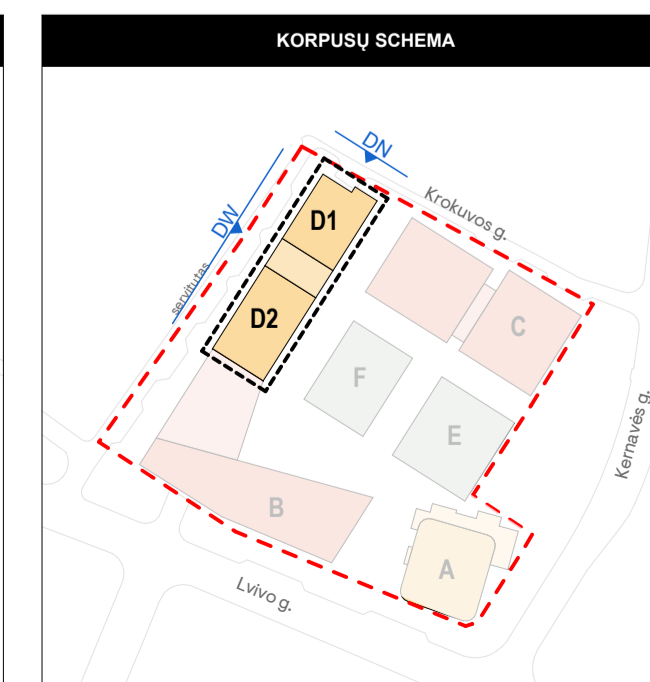 KORPUSŲ SCHEMA
DN
Krokuvos g.
DW
D1
servitutas
D2
C
F
Kernavės g.
E
B
A
Lvivo g.